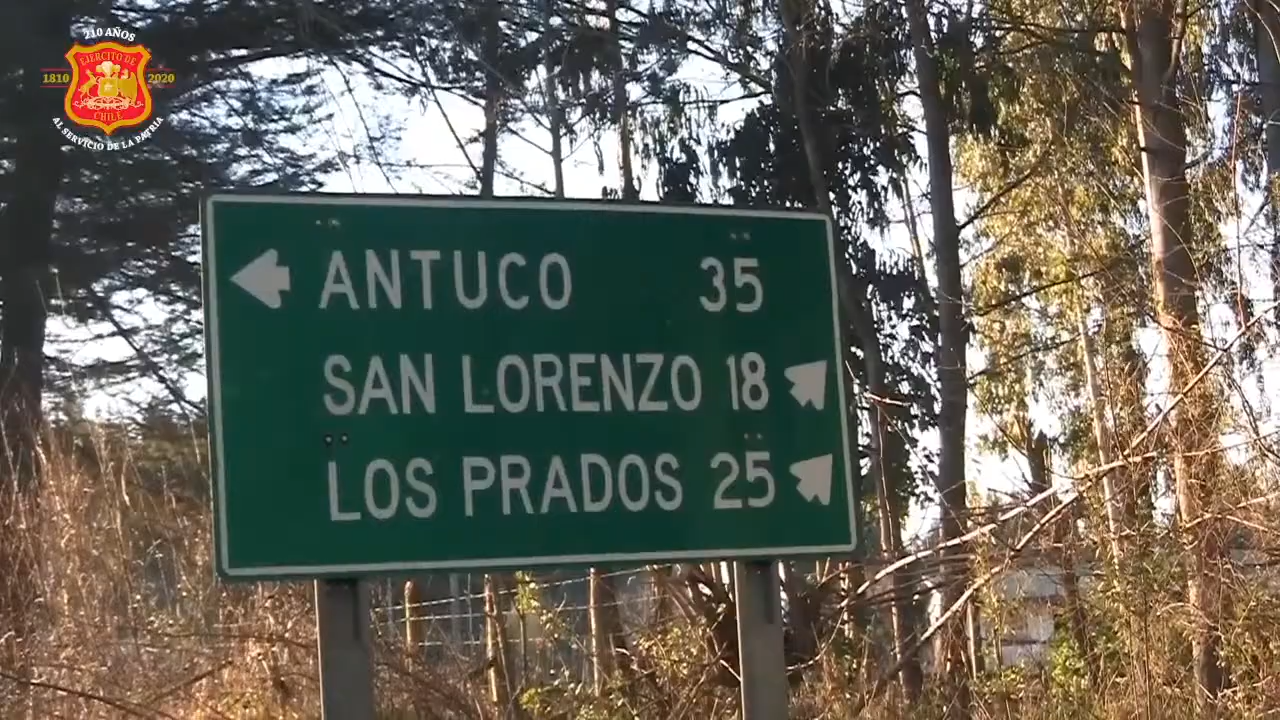 210 AÑOS
EJERCITO DE
1810 2020
CHILE
AL SERVICIO DE LA PATRIA
ANTUCO 35
SAN LORENZO 18
LOS PRADOS 25